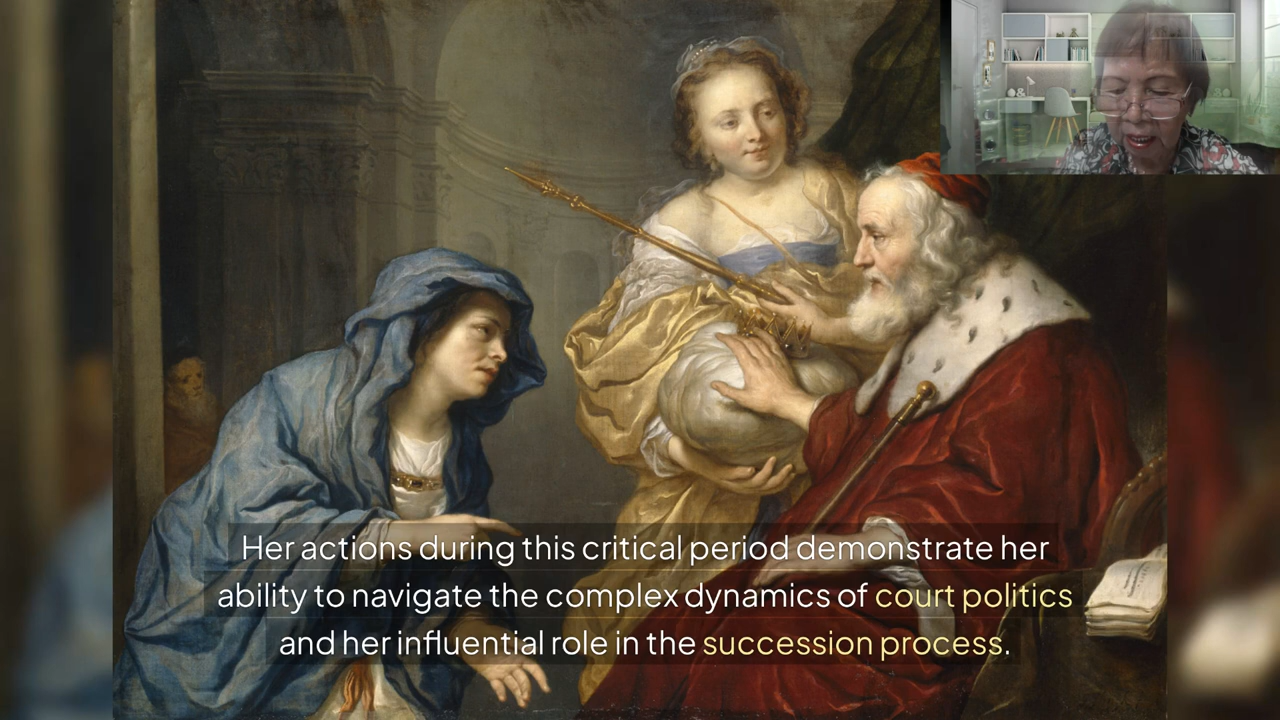 Her actions during this critical period demonstrate her
ability to navigate the complex dynamics of court politics
and her influential role in the succession process.